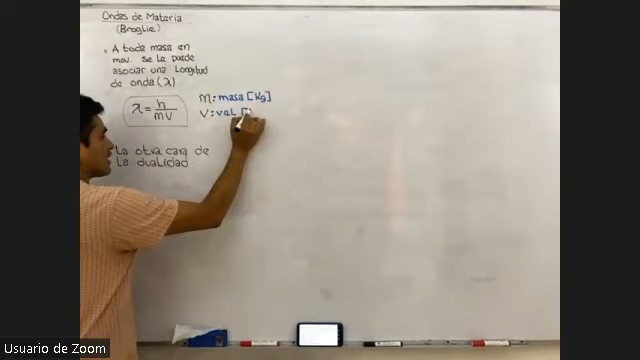 Ondas de Materia
(Broglie)
A toda masa en
mov. se le puede
asociar una Longitud
de onda (λ)
λ = h / mv
m: masa [Kg]
v: vel [
La otra cara de
La dualidad
Usuario de Zoom